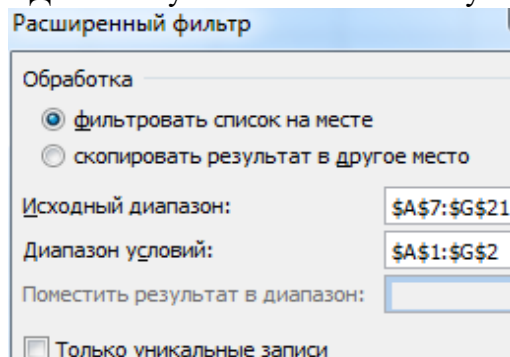 Расширенный фильтр
Обработка
фильтровать список на месте
скопировать результат в другое место
Исходный диапазон: $A$7:$G$21
Диапазон условий: $A$1:$G$2
Поместить результат в диапазон:
Только уникальные записи